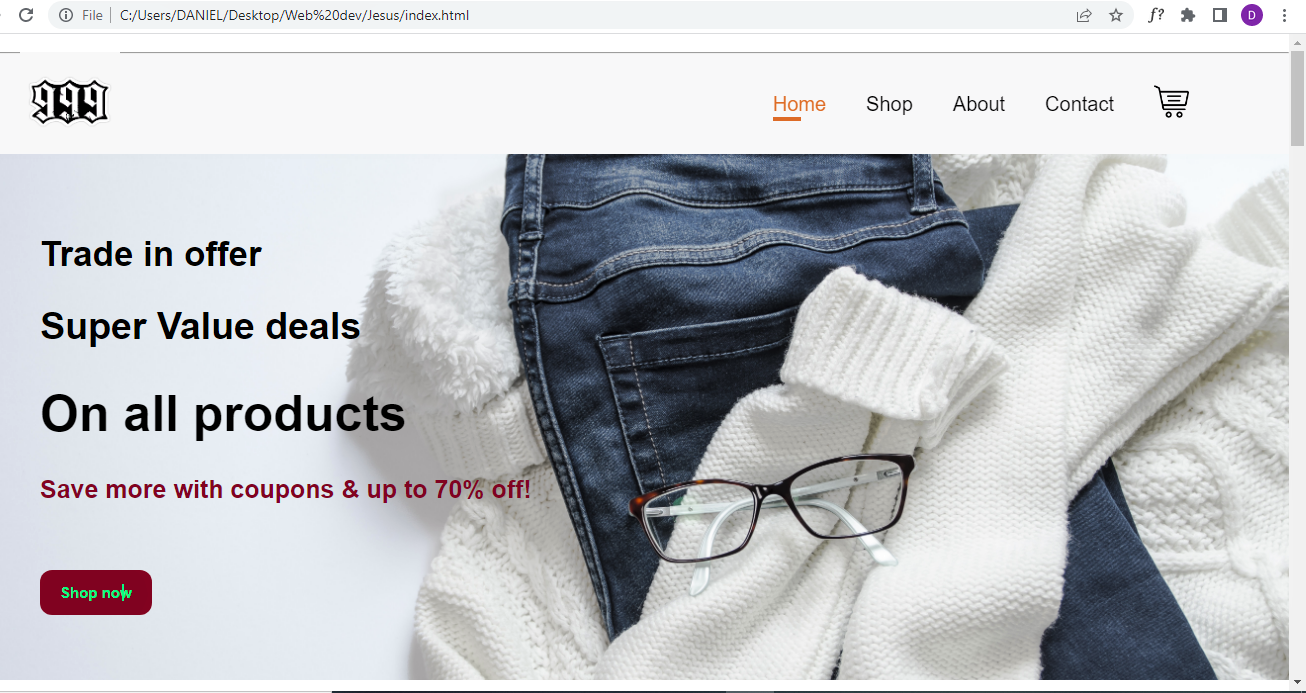 File
C:/Users/DANIEL/Desktop/Web%20dev/Jesus/index.html
f?
D
999
Home
Shop
About
Contact
Trade in offer
Super Value deals
On all products
Save more with coupons & up to 70% off!
Shop now